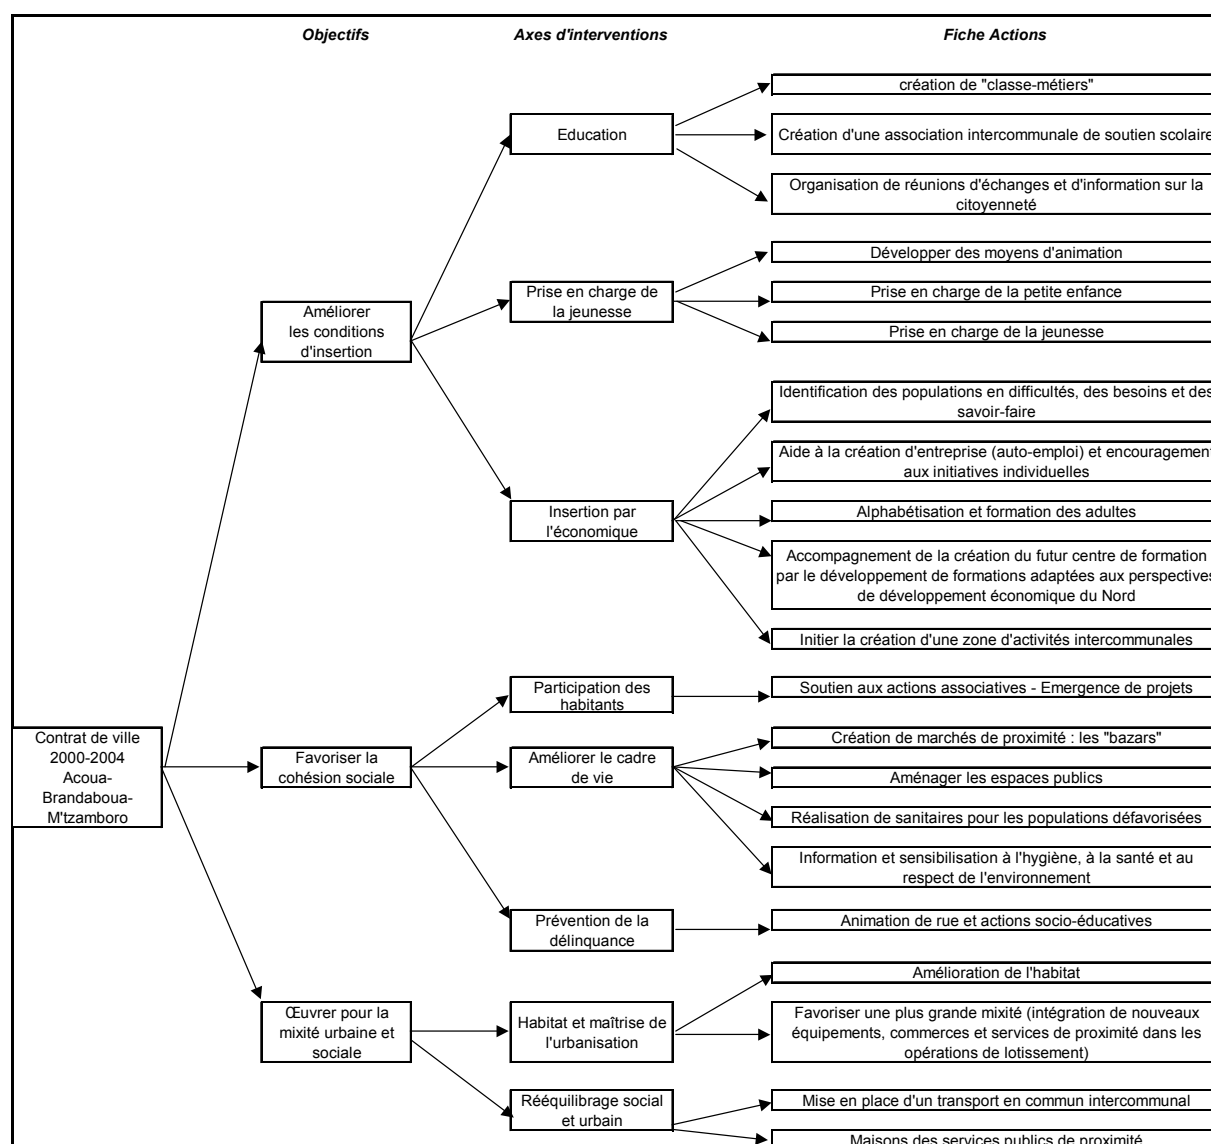 Objectifs
Axes d'interventions
Fiche Actions
création de "classe-métiers"
Education
Création d'une association intercommunale de soutien scolaire
Organisation de réunions d'échanges et d'information sur la
citoyenneté
Développer des moyens d'animation
Prise en charge de
la jeunesse
Prise en charge de la petite enfance
Prise en charge de la jeunesse
Améliorer
les conditions
d'insertion
Identification des populations en difficultés, des besoins et des
savoir-faire
Aide à la création d'entreprise (auto-emploi) et encouragement
aux initiatives individuelles
Insertion par
l'économique
Alphabétisation et formation des adultes
Accompagnement de la création du futur centre de formation
par le développement de formations adaptées aux perspectives
de développement économique du Nord
Initier la création d'une zone d'activités intercommunales
Participation des
habitants
Soutien aux actions associatives - Emergence de projets
Contrat de ville
2000-2004
Acoua-
Brandaboua-
M'tzamboro
Favoriser la
cohésion sociale
Améliorer le cadre
de vie
Création de marchés de proximité : les "bazars"
Aménager les espaces publics
Réalisation de sanitaires pour les populations défavorisées
Information et sensibilisation à l'hygiène, à la santé et au
respect de l'environnement
Prévention de la
délinquance
Animation de rue et actions socio-éducatives
Amélioration de l'habitat
Œuvrer pour la
mixité urbaine et
sociale
Habitat et maîtrise de
l'urbanisation
Favoriser une plus grande mixité (intégration de nouveaux
équipements, commerces et services de proximité dans les
opérations de lotissement)
Rééquilibrage social
et urbain
Mise en place d'un transport en commun intercommunal
Maisons des services publics de proximité